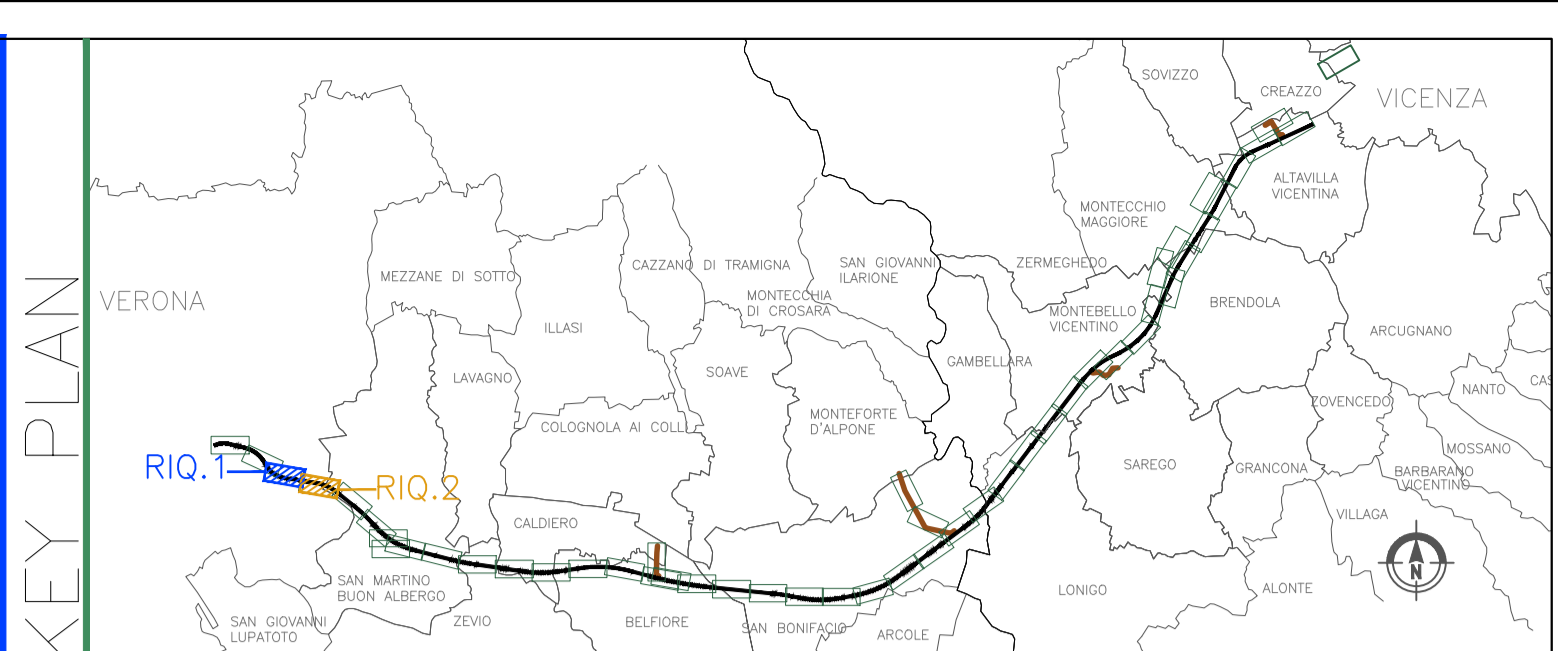 KEY PLAN
SOVIZZO
CREAZZO
VICENZA
ALTAVILLA
VICENTINA
MONTECCHIO
MAGGIORE
MEZZANE DI SOTTO
CAZZANO DI TRAMIGNA
SAN GIOVANNI
ILARIONE
ZERMEGHEDO
VERONA
MONTECCHIA
DI CROSARA
BRENDOLA
ILLASI
MONTEBELLO
VICENTINO
ARCUGNANO
GAMBELLARA
LAVAGNO
SOAVE
NANTO
CAS
ZOVENCEDO
COLOGNOLA AI COLLI
MONTEFORTE
D'ALPONE
MOSSANO
RIQ.1
SAREGO
GRANCONA
BARBARANO
VICENTINO
RIQ.2
CALDIERO
VILLAGA
N
SAN MARTINO
BUON ALBERGO
LONIGO
ALONTE
SAN GIOVANNI
LUPATOTO
ZEVIO
BELFIORE
SAN BONIFACIO
ARCOLE